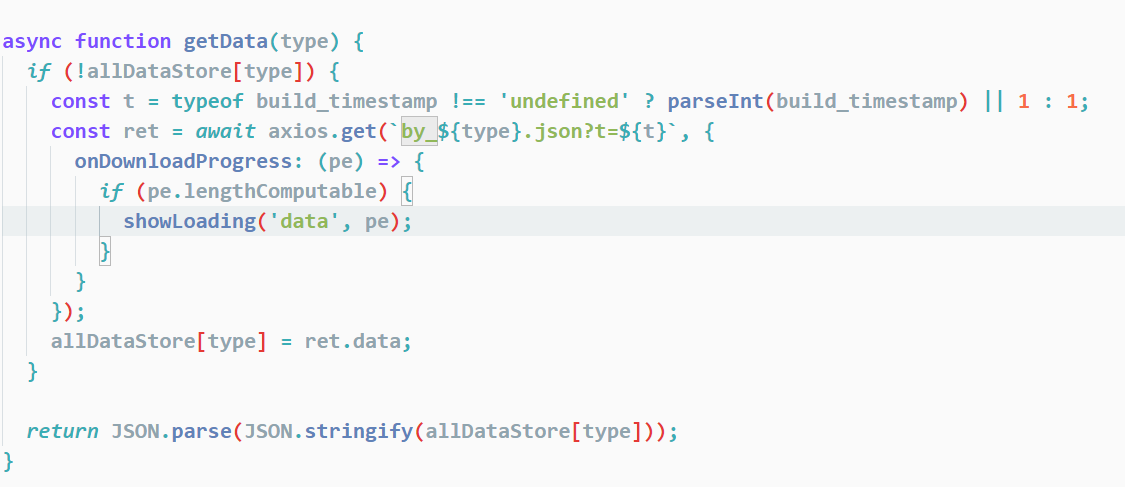 async function getData(type) {
  if (!allDataStore[type]) {
    const t = typeof build_timestamp !== 'undefined' ? parseInt(build_timestamp) || 1 : 1;
    const ret = await axios.get(`by_${type}.json?t=${t}`, {
      onDownloadProgress: (pe) => {
        if (pe.lengthComputable) {
          showLoading('data', pe);
        }
      }
    });
    allDataStore[type] = ret.data;
  }

  return JSON.parse(JSON.stringify(allDataStore[type]));
}